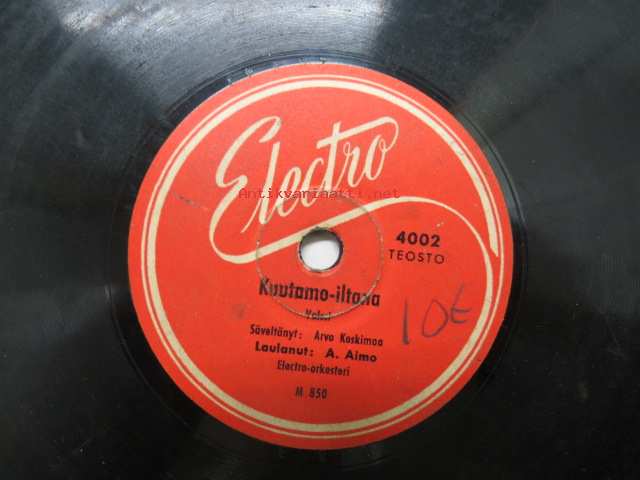 Electro
Antikvariaatti.net
4002
TEOSTO
Kuutamo-iltana
Valssi
Säveltänyt: Arvo Koskimaa
Laulanut: A. Aimo
Electro-orkesteri
M 850
10€